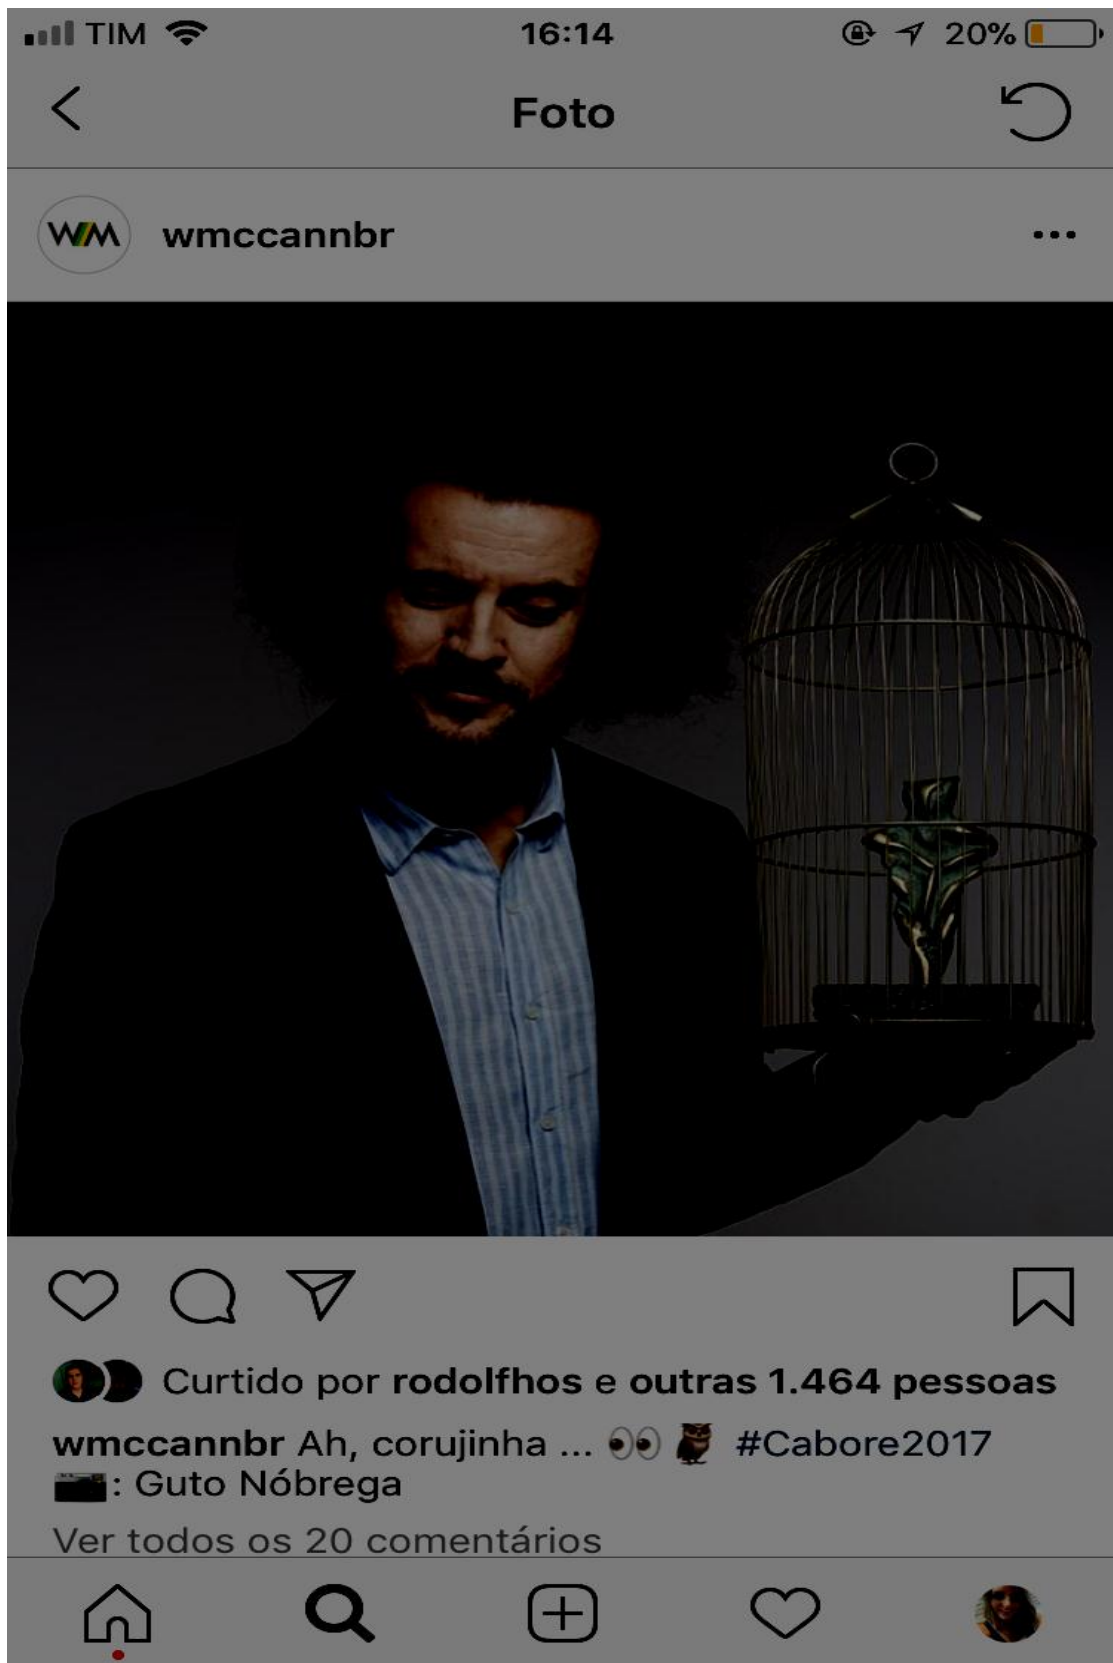 TIM 16:14 20%
Foto
WM wmccannbr
Curtido por rodolfhos e outras 1.464 pessoas
wmccannbr Ah, corujinha ... 👀 🦉 #Cabore2017
📷: Guto Nóbrega
Ver todos os 20 comentários